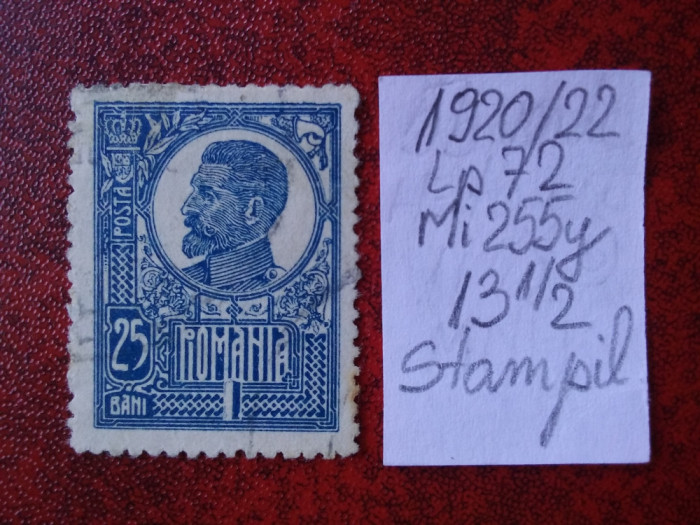 POSTA
25
BANI
ROMANIA
1920/22
Lp 72
Mi 255y
13 1/2
Stampil